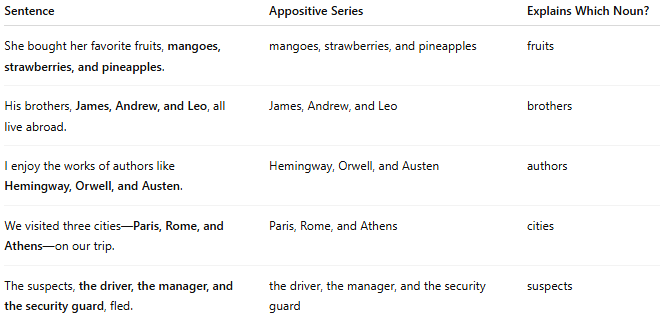 Sentence Appositive Series Explains Which Noun?
She bought her favorite fruits, mangoes, mangoes, strawberries, and pineapples fruits
strawberries, and pineapples.
His brothers, James, Andrew, and Leo, all James, Andrew, and Leo brothers
live abroad.
I enjoy the works of authors like Hemingway, Orwell, and Austen authors
Hemingway, Orwell, and Austen.
We visited three cities—Paris, Rome, and Paris, Rome, and Athens cities
Athens—on our trip.
The suspects, the driver, the manager, and the driver, the manager, and the security suspects
the security guard, fled. guard